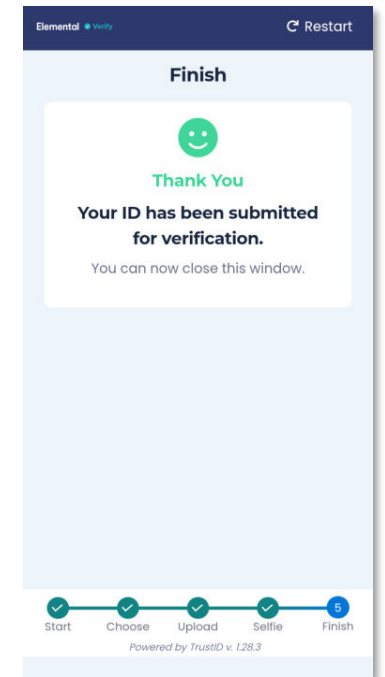 Elemental Verify Restart
Finish
Thank You
Your ID has been submitted
for verification.
You can now close this window.
5
Start Choose Upload Selfie Finish
Powered by TrustID v. 1.28.3